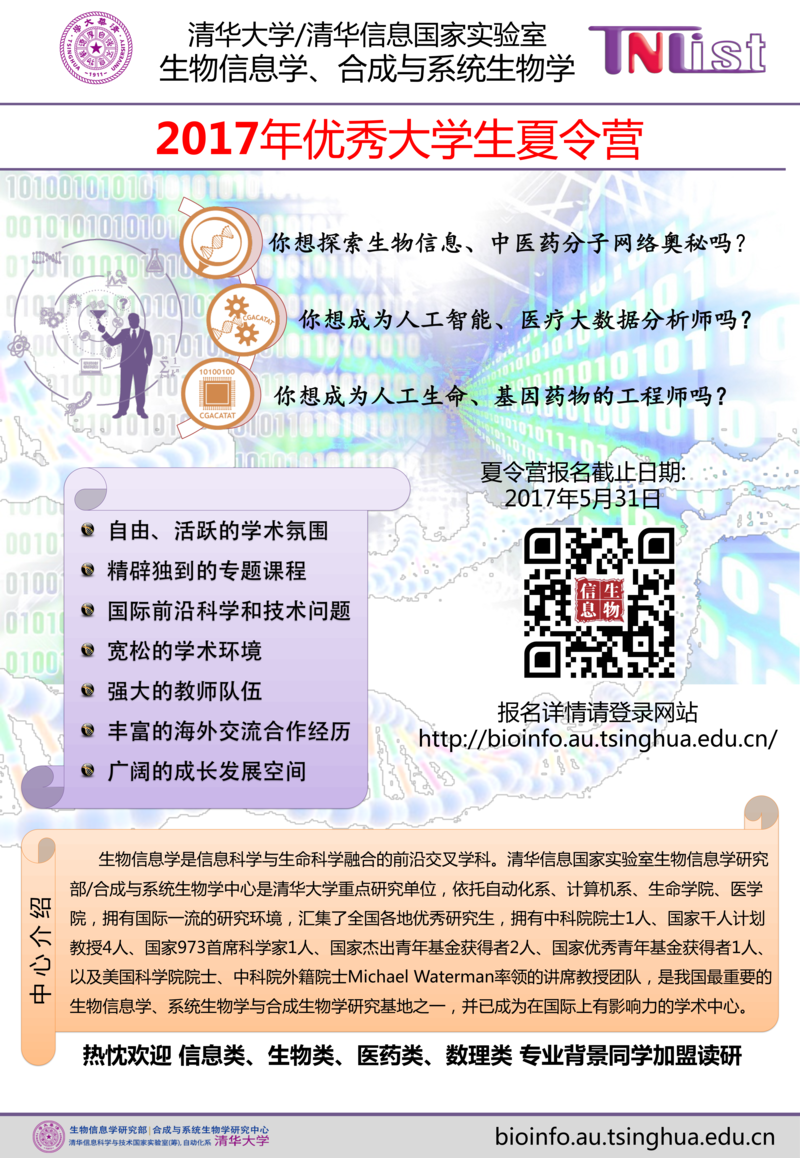 清华大学/清华信息国家实验室
生物信息学、合成与系统生物学
TNList
2017年优秀大学生夏令营
你想探索生物信息、中医药分子网络奥秘吗?
CGACATAT
你想成为人工智能、医疗大数据分析师吗?
10100100
CGACATAT
你想成为人工生命、基因药物的工程师吗?
夏令营报名截止日期:
2017年5月31日
自由、活跃的学术氛围
精辟独到的专题课程
国际前沿科学和技术问题
宽松的学术环境
强大的教师队伍
丰富的海外交流合作经历
广阔的成长发展空间
生物信息
报名详情请登录网站
http://bioinfo.au.tsinghua.edu.cn/
中心介绍
生物信息学是信息科学与生命科学融合的前沿交叉学科。清华信息国家实验室生物信息学研究
部/合成与系统生物学中心是清华大学重点研究单位，依托自动化系、计算机系、生命学院、医学
院，拥有国际一流的研究环境，汇集了全国各地优秀研究生，拥有中科院院士1人、国家千人计划
教授4人、国家973首席科学家1人、国家杰出青年基金获得者2人、国家优秀青年基金获得者1人、
以及美国科学院院士、中科院外籍院士Michael Waterman率领的讲席教授团队，是我国最重要的
生物信息学、系统生物学与合成生物学研究基地之一，并已成为在国际上有影响力的学术中心。
热忱欢迎 信息类、生物类、医药类、数理类 专业背景同学加盟读研
生物信息学研究部|合成与系统生物学研究中心
清华信息科学与技术国家实验室(筹), 自动化系 清华大学
bioinfo.au.tsinghua.edu.cn